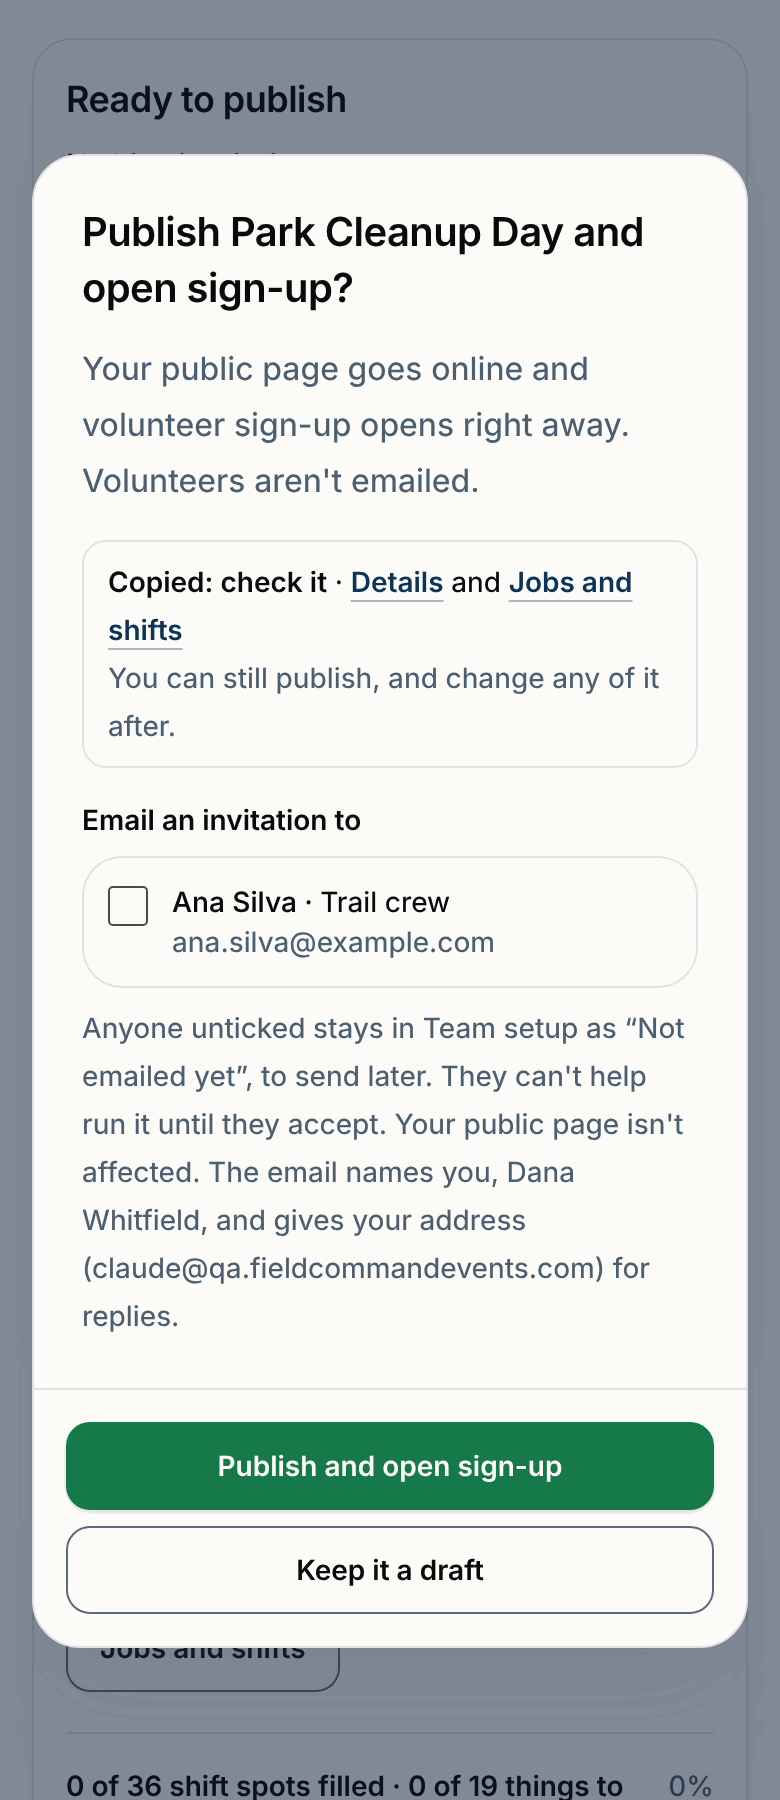 Ready to publish
Publish Park Cleanup Day and
open sign-up?
Your public page goes online and
volunteer sign-up opens right away.
Volunteers aren't emailed.
Copied: check it · Details and Jobs and
shifts
You can still publish, and change any of it
after.
Email an invitation to
Ana Silva · Trail crew
ana.silva@example.com
Anyone unticked stays in Team setup as “Not
emailed yet”, to send later. They can't help
run it until they accept. Your public page isn't
affected. The email names you, Dana
Whitfield, and gives your address
(claude@qa.fieldcommandevents.com) for
replies.
Publish and open sign-up
Keep it a draft
Jobs and shifts
0 of 36 shift spots filled · 0 of 19 things to 0%